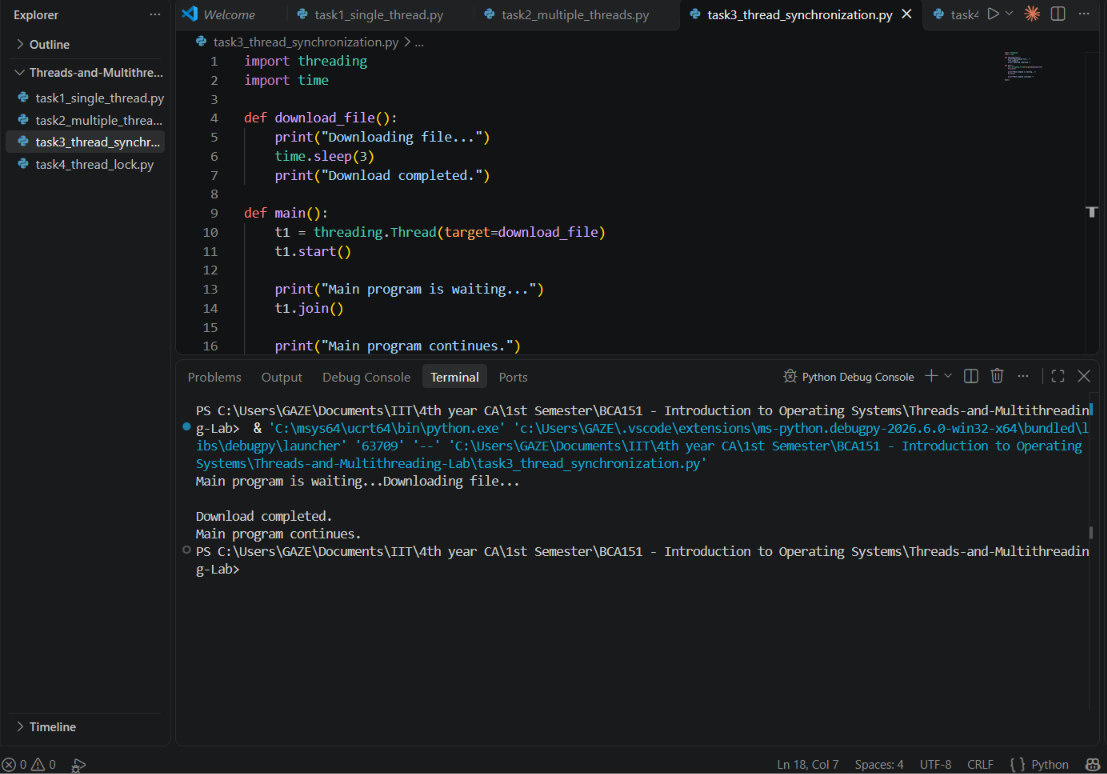 Explorer ...
Outline
Threads-and-Multithre...
task1_single_thread.py
task2_multiple_threa...
task3_thread_synchr...
task4_thread_lock.py
Timeline
Welcome task1_single_thread.py task2_multiple_threads.py task3_thread_synchronization.py task4
task3_thread_synchronization.py > ...
1 import threading
2 import time
3
4 def download_file():
5     print("Downloading file...")
6     time.sleep(3)
7     print("Download completed.")
8
9 def main():
10     t1 = threading.Thread(target=download_file)
11     t1.start()
12
13     print("Main program is waiting...")
14     t1.join()
15
16     print("Main program continues.")
Problems Output Debug Console Terminal Ports Python Debug Console
PS C:\Users\GAZE\Documents\IIT\4th year CA\1st Semester\BCA151 - Introduction to Operating Systems\Threads-and-Multithreadin
g-Lab>  & 'C:\msys64\ucrt64\bin\python.exe' 'c:\Users\GAZE\.vscode\extensions\ms-python.debugpy-2026.6.0-win32-x64\bundled\l
ibs\debugpy\launcher' '63709' '--' 'C:\Users\GAZE\Documents\IIT\4th year CA\1st Semester\BCA151 - Introduction to Operating
Systems\Threads-and-Multithreading-Lab\task3_thread_synchronization.py'
Main program is waiting...Downloading file...

Download completed.
Main program continues.
PS C:\Users\GAZE\Documents\IIT\4th year CA\1st Semester\BCA151 - Introduction to Operating Systems\Threads-and-Multithreadin
g-Lab>
0 0 Ln 18, Col 7 Spaces: 4 UTF-8 CRLF { } Python